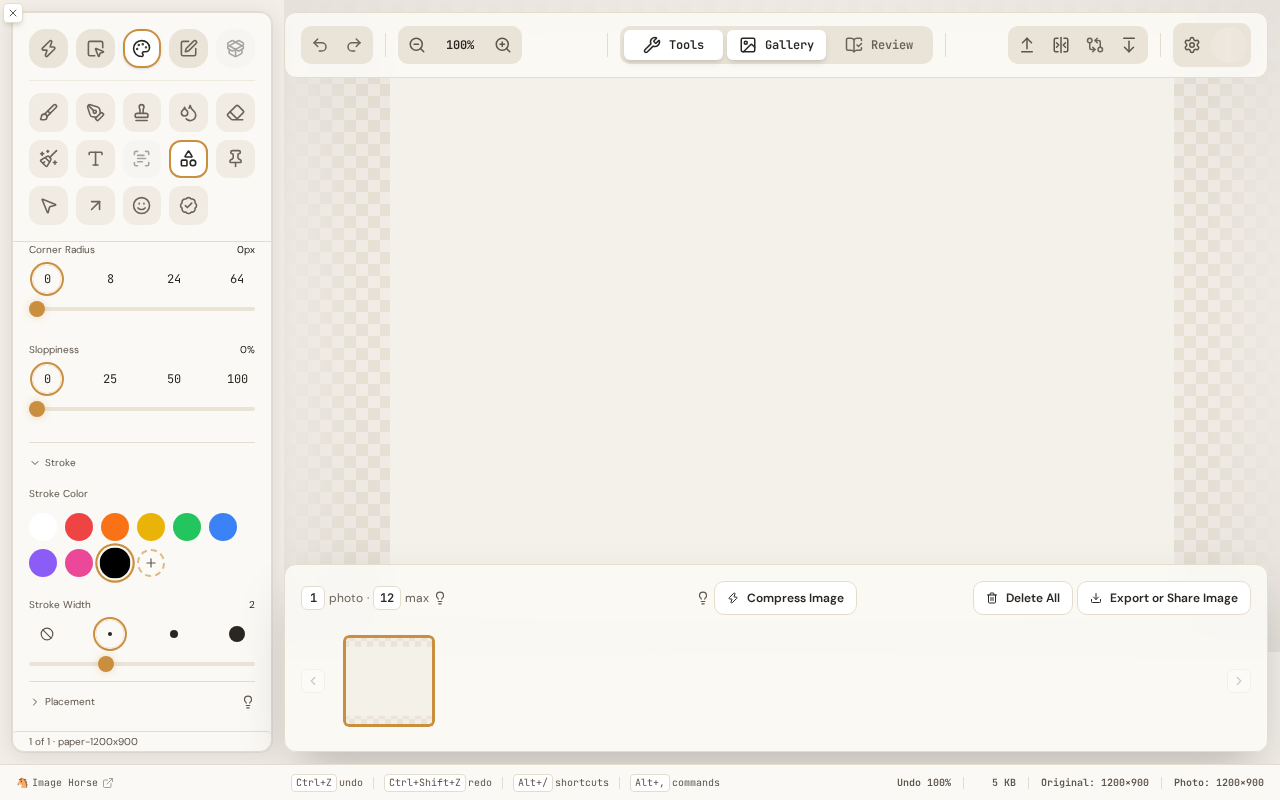 100%
Tools
Gallery
Review
Corner Radius 0px
0 8 24 64
Sloppiness 0%
0 25 50 100
Stroke
Stroke Color
Stroke Width 2
Placement
1 of 1 · paper-1200x900
1 photo · 12 max
Compress Image
Delete All
Export or Share Image
Image Horse
Ctrl+Z undo
Ctrl+Shift+Z redo
Alt+/ shortcuts
Alt+, commands
Undo 100%
5 KB
Original: 1200×900
Photo: 1200×900